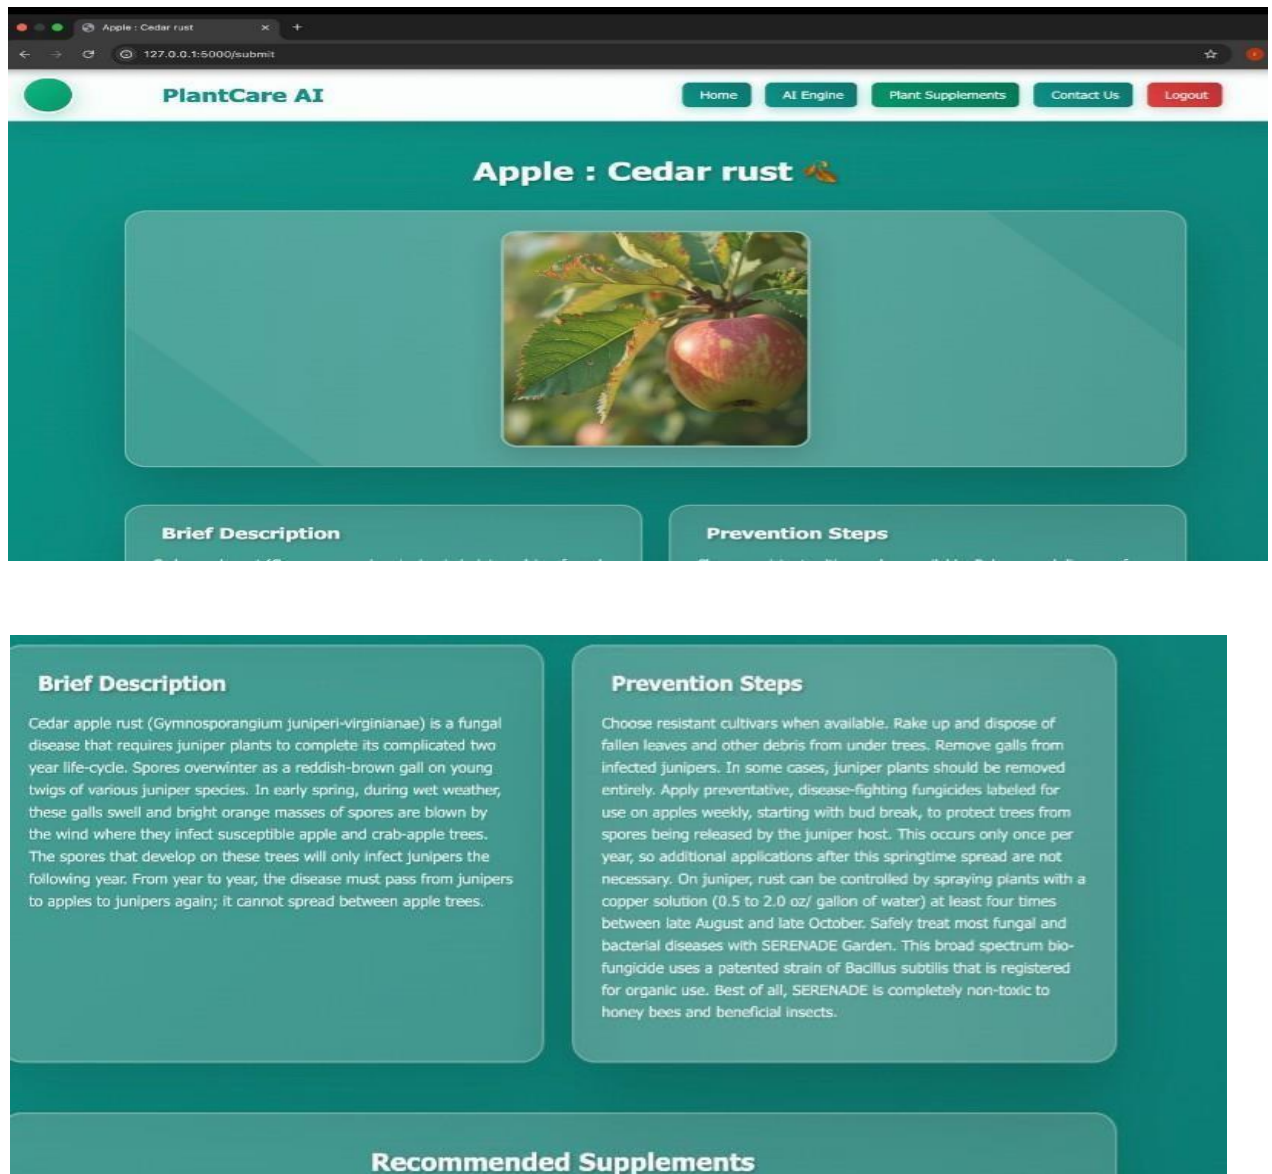 Apple : Cedar rust
127.0.0.1:5000/submit
PlantCare AI
Home
AI Engine
Plant Supplements
Contact Us
Logout
Apple : Cedar rust
Brief Description
Prevention Steps
Brief Description
Cedar apple rust (Gymnosporangium juniperi-virginianae) is a fungal
disease that requires juniper plants to complete its complicated two
year life-cycle. Spores overwinter as a reddish-brown gall on young
twigs of various juniper species. In early spring, during wet weather,
these galls swell and bright orange masses of spores are blown by
the wind where they infect susceptible apple and crab-apple trees.
The spores that develop on these trees will only infect junipers the
following year. From year to year, the disease must pass from junipers
to apples to junipers again; it cannot spread between apple trees.
Prevention Steps
Choose resistant cultivars when available. Rake up and dispose of
fallen leaves and other debris from under trees. Remove galls from
infected junipers. In some cases, juniper plants should be removed
entirely. Apply preventative, disease-fighting fungicides labeled for
use on apples weekly, starting with bud break, to protect trees from
spores being released by the juniper host. This occurs only once per
year, so additional applications after this springtime spread are not
necessary. On juniper, rust can be controlled by spraying plants with a
copper solution (0.5 to 2.0 oz/ gallon of water) at least four times
between late August and late October. Safely treat most fungal and
bacterial diseases with SERENADE Garden. This broad spectrum bio-
fungicide uses a patented strain of Bacillus subtilis that is registered
for organic use. Best of all, SERENADE is completely non-toxic to
honey bees and beneficial insects.
Recommended Supplements